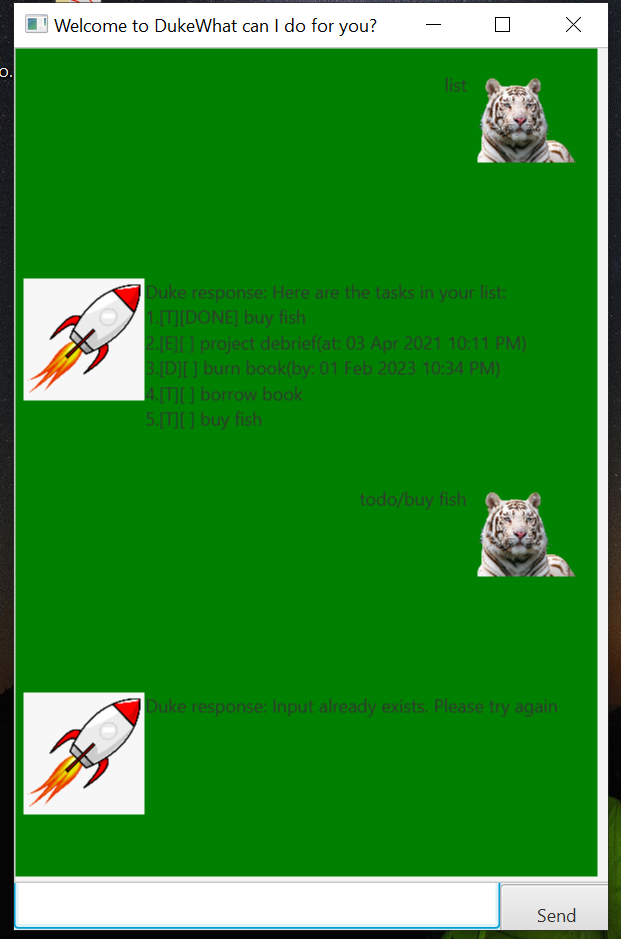 Welcome to DukeWhat can I do for you?
o.
list
Duke response: Here are the tasks in your list:
1.[T][DONE] buy fish
2.[E][ ] project debrief(at: 03 Apr 2021 10:11 PM)
3.[D][ ] burn book(by: 01 Feb 2023 10:34 PM)
4.[T][ ] borrow book
5.[T][ ] buy fish
todo/buy fish
Duke response: Input already exists. Please try again
Send